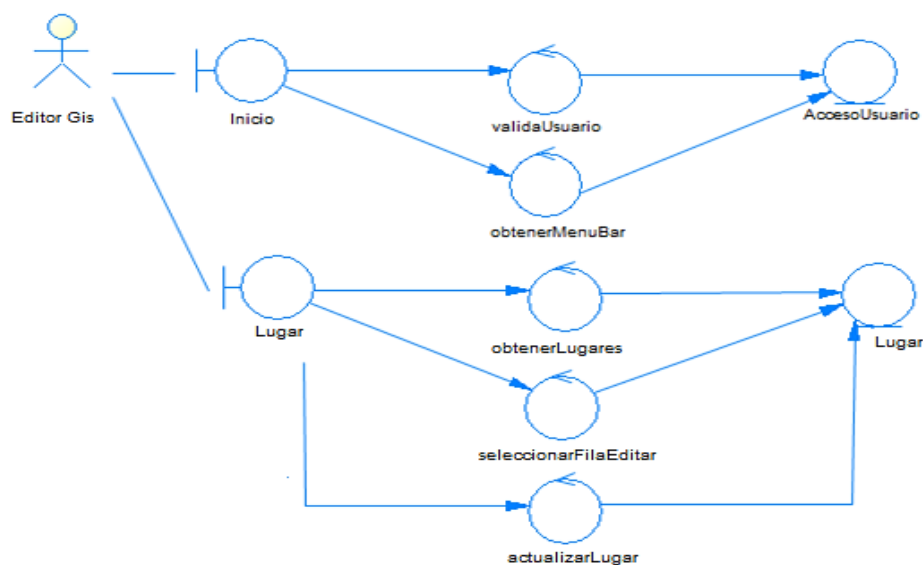 Editor Gis
Inicio
validaUsuario
AccesoUsuario
obtenerMenuBar
Lugar
obtenerLugares
Lugar
seleccionarFilaEditar
actualizarLugar